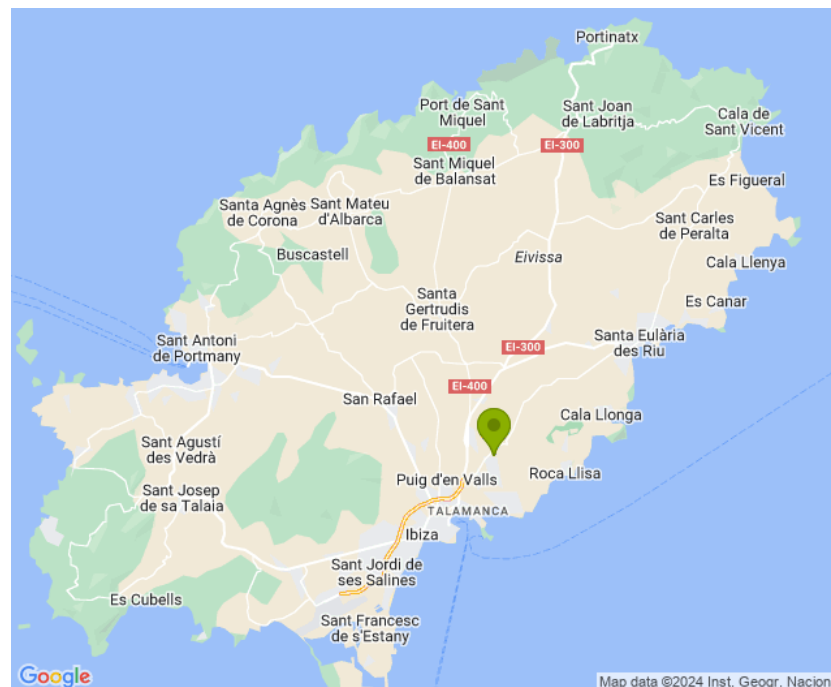 Portinatx
Port de Sant
Miquel
Sant Joan
de Labritja
Cala de
Sant Vicent
EI-400
EI-300
Sant Miquel
de Balansat
Es Figueral
Santa Agnès
de Corona
Sant Mateu
d'Albarca
Sant Carles
de Peralta
Buscastell
Eivissa
Cala Llenya
Santa
Gertrudis
de Fruitera
Es Canar
Sant Antoni
de Portmany
Santa Eulària
des Riu
EI-300
EI-400
San Rafael
Cala Llonga
Sant Agustí
des Vedrà
Puig d'en Valls
Roca Llisa
Sant Josep
de sa Talaia
TALAMANCA
Ibiza
Sant Jordi de
ses Salines
Es Cubells
Sant Francesc
de s'Estany
Google
Map data ©2024 Inst. Geogr. Nacion